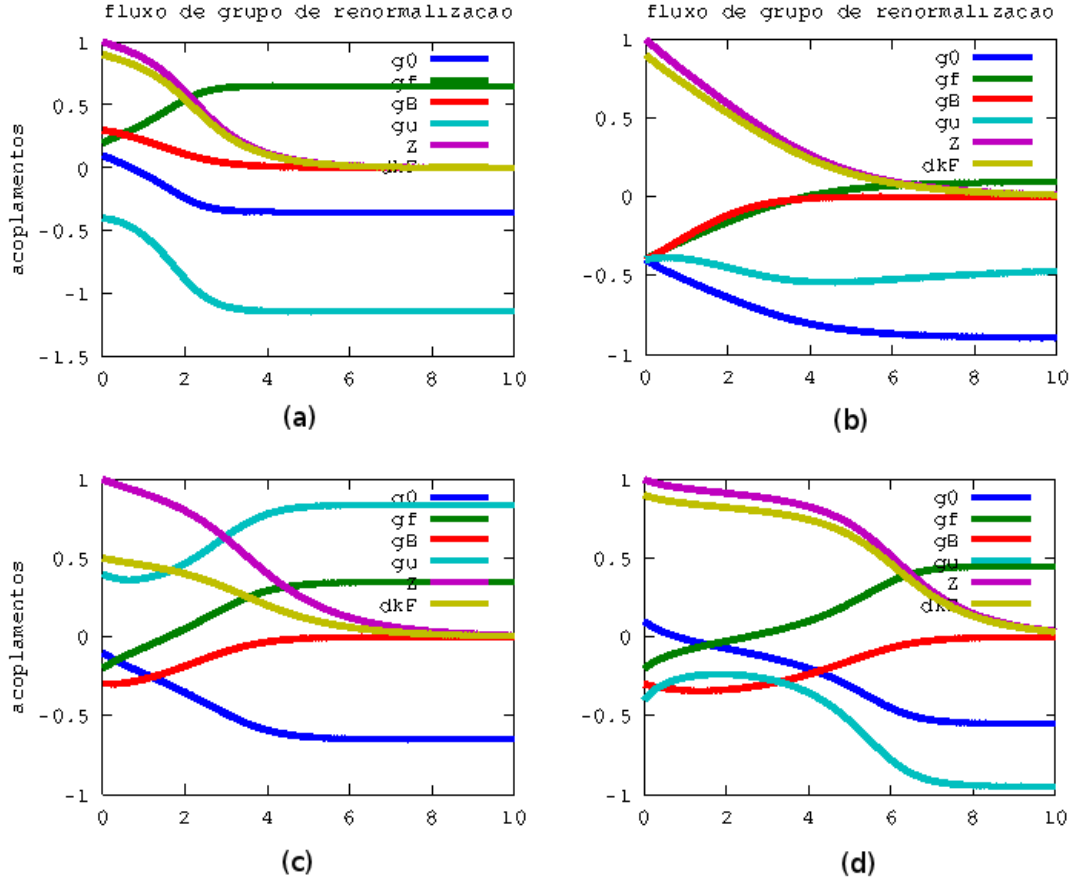 fluxo de grupo de renormalizacao
acoplamentos
1
0.5
0
-0.5
-1
-1.5
0 2 4 6 8 10
g0
gf
gB
gu
Z
dkF
(a)
fluxo de grupo de renormalizacao
1
0.5
0
-0.5
-1
0 2 4 6 8 10
g0
gf
gB
gu
Z
dkF
(b)
acoplamentos
1
0.5
0
-0.5
-1
0 2 4 6 8 10
g0
gf
gB
gu
Z
dkF
(c)
1
0.5
0
-0.5
-1
0 2 4 6 8 10
g0
gf
gB
gu
Z
dkF
(d)